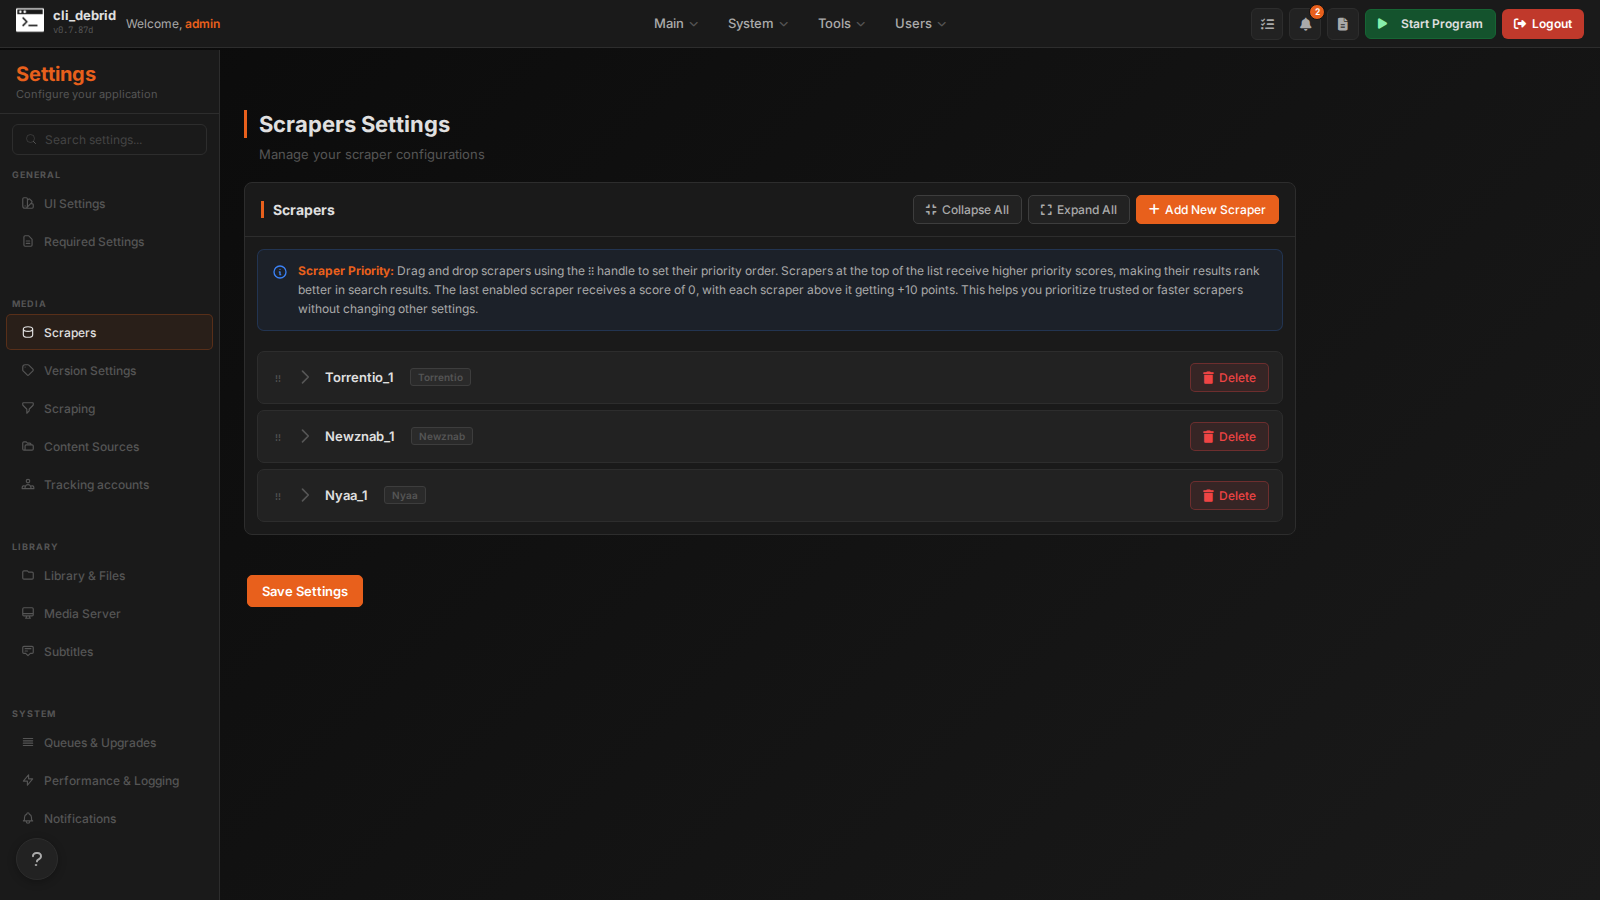 cli_debrid
v0.7.87d
Welcome, admin
Main
System
Tools
Users
2
Start Program
Logout
Settings
Configure your application
Search settings...
GENERAL
UI Settings
Required Settings
MEDIA
Scrapers
Version Settings
Scraping
Content Sources
Tracking accounts
LIBRARY
Library & Files
Media Server
Subtitles
SYSTEM
Queues & Upgrades
Performance & Logging
Notifications
?
Scrapers Settings
Manage your scraper configurations
Scrapers
Collapse All
Expand All
+ Add New Scraper
Scraper Priority: Drag and drop scrapers using the ⠿ handle to set their priority order. Scrapers at the top of the list receive higher priority scores, making their results rank
better in search results. The last enabled scraper receives a score of 0, with each scraper above it getting +10 points. This helps you prioritize trusted or faster scrapers
without changing other settings.
Torrentio_1 Torrentio Delete
Newznab_1 Newznab Delete
Nyaa_1 Nyaa Delete
Save Settings